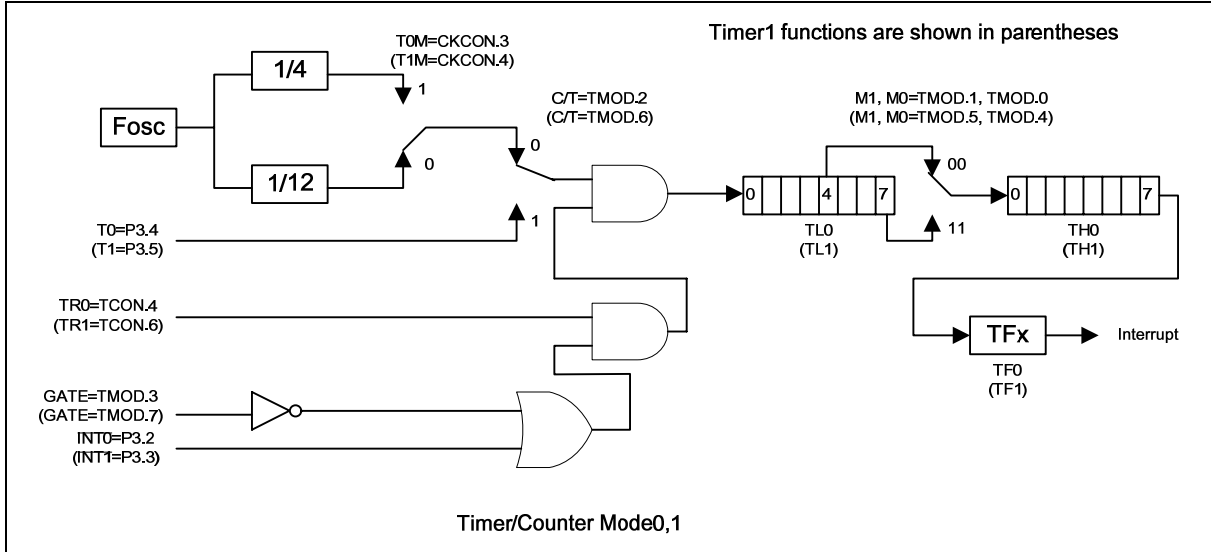 Timer1 functions are shown in parentheses
T0M=CKCON.3
(T1M=CKCON.4)
1/4
1
C/T=TMOD.2
(C/T=TMOD.6)
M1, M0=TMOD.1, TMOD.0
(M1, M0=TMOD.5, TMOD.4)
Fosc
0
0
00
1/12
0
4
7
0
7
1
11
T0=P3.4
(T1=P3.5)
TL0
(TL1)
TH0
(TH1)
TR0=TCON.4
(TR1=TCON.6)
TFx
Interrupt
TF0
(TF1)
GATE=TMOD.3
(GATE=TMOD.7)
INT0=P3.2
(INT1=P3.3)
Timer/Counter Mode0,1